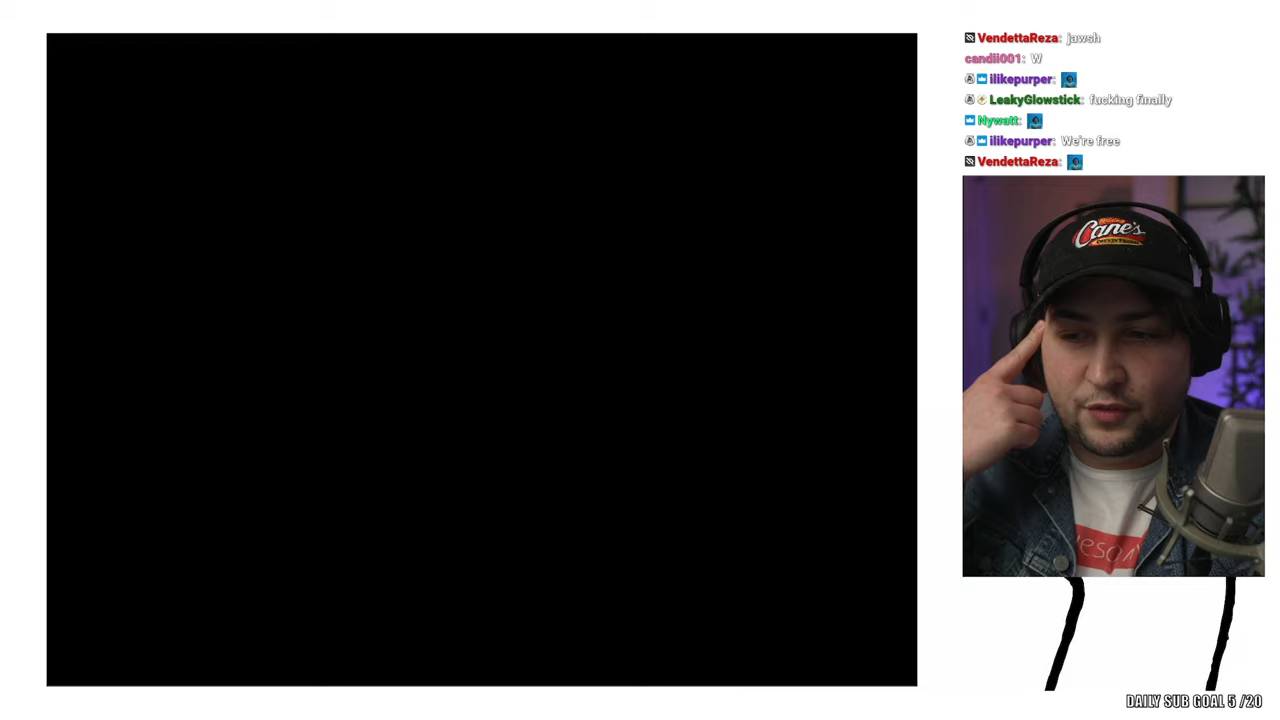 VendettaReza: jawsh
candii001: W
ilikepurper:
LeakyGlowstick: fucking finally
Nywatt:
ilikepurper: We're free
VendettaReza:
Cane's
DAILY SUB GOAL 5 /20